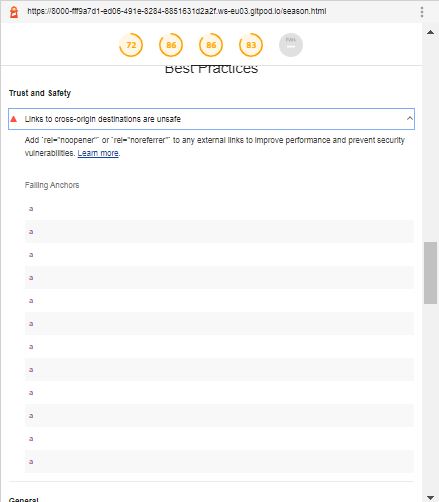 https://8000-fff9a7d1-ed06-491e-8284-8851631d2a2f.ws-eu03.gitpod.io/season.html
72 86 86 83
Best Practices
Trust and Safety
Links to cross-origin destinations are unsafe
Add `rel="noopener"` or `rel="noreferrer"` to any external links to improve performance and prevent security
vulnerabilities. Learn more.
Failing Anchors
a
a
a
a
a
a
a
a
a
a
a
a
General